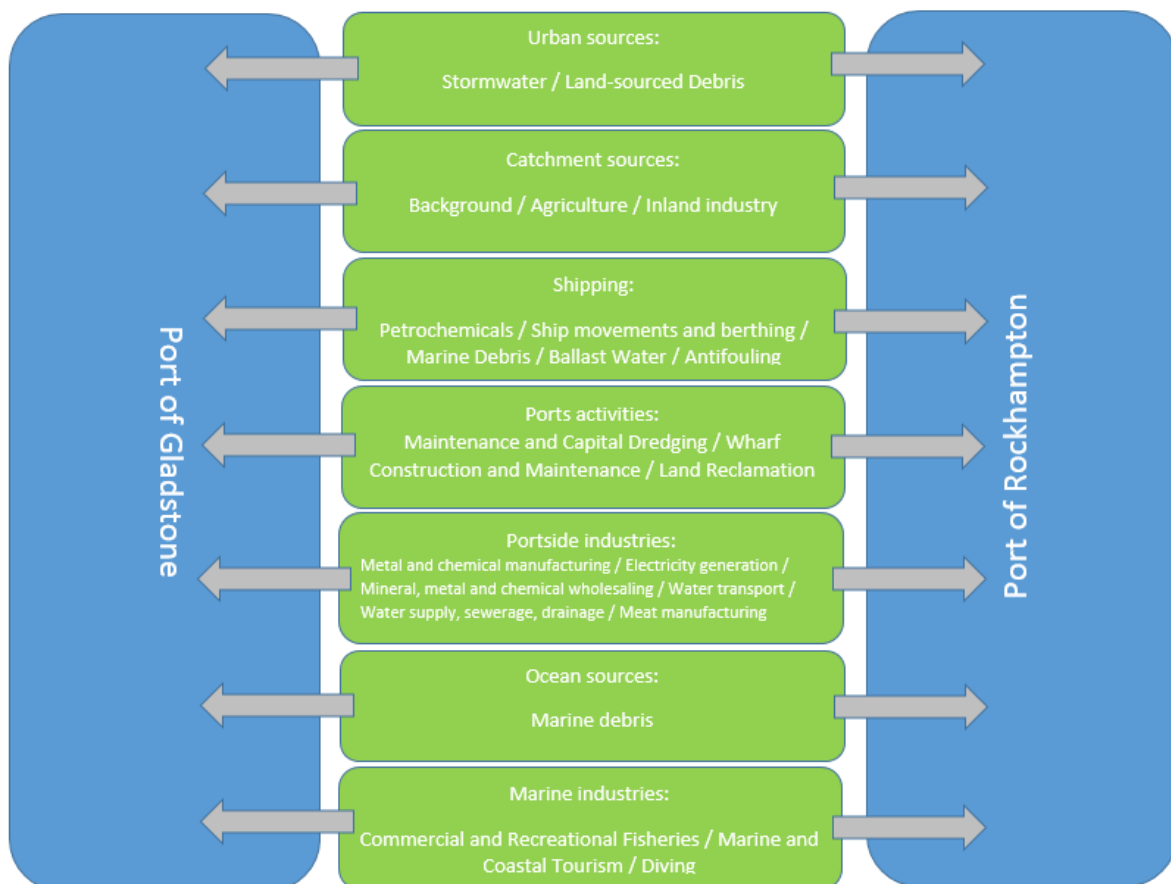 Urban sources:
Stormwater / Land-sourced Debris
Catchment sources:
Background / Agriculture / Inland industry
Shipping:
Petrochemicals / Ship movements and berthing /
Marine Debris / Ballast Water / Antifouling
Ports activities:
Maintenance and Capital Dredging / Wharf
Construction and Maintenance / Land Reclamation
Portside industries:
Metal and chemical manufacturing / Electricity generation /
Mineral, metal and chemical wholesaling / Water transport /
Water supply, sewerage, drainage / Meat manufacturing
Ocean sources:
Marine debris
Marine industries:
Commercial and Recreational Fisheries / Marine and
Coastal Tourism / Diving
Port of Gladstone
Port of Rockhampton